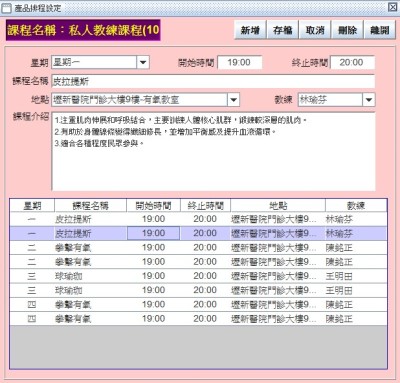 產品排程設定
課程名稱：私人教練課程(10
新增 存檔 取消 刪除 離開
星期 星期一 開始時間 19:00 終止時間 20:00
課程名稱 皮拉提斯
地點 壢新醫院門診大樓9樓-有氧教室 教練 林瑜芬
課程介紹 1.注重肌肉伸展和呼吸結合，主要訓練人體核心肌群，鍛鍊較深層的肌肉。
2.有助於身體線條變得纖細修長，並增加平衡感及提升血液循環。
3.適合各種程度民眾參與。
星期 課程名稱 開始時間 終止時間 地點 教練
一 皮拉提斯 19:00 20:00 壢新醫院門診大樓9... 林瑜芬
一 皮拉提斯 19:00 20:00 壢新醫院門診大樓9... 林瑜芬
二 拳擊有氧 19:00 20:00 壢新醫院門診大樓9... 陳銘正
二 拳擊有氧 19:00 20:00 壢新醫院門診大樓9... 陳銘正
三 球瑜珈 19:00 20:00 壢新醫院門診大樓9... 王明田
三 球瑜珈 19:00 20:00 壢新醫院門診大樓9... 王明田
四 拳擊有氧 19:00 20:00 壢新醫院門診大樓9... 陳銘正
四 拳擊有氧 19:00 20:00 壢新醫院門診大樓9... 陳銘正